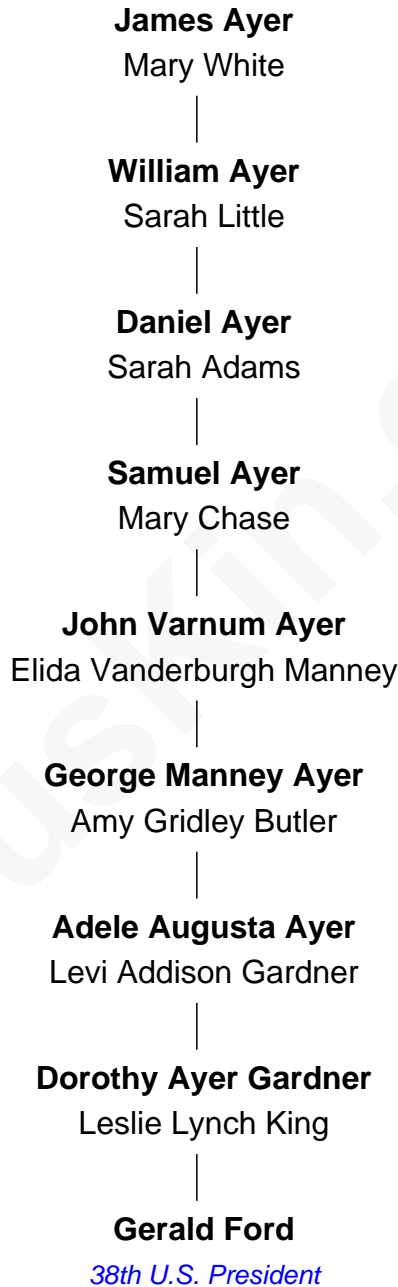 James Ayer
Mary White
William Ayer
Sarah Little
Daniel Ayer
Sarah Adams
Samuel Ayer
Mary Chase
John Varnum Ayer
Elida Vanderburgh Manney
George Manney Ayer
Amy Gridley Butler
Adele Augusta Ayer
Levi Addison Gardner
Dorothy Ayer Gardner
Leslie Lynch King
Gerald Ford
38th U.S. President